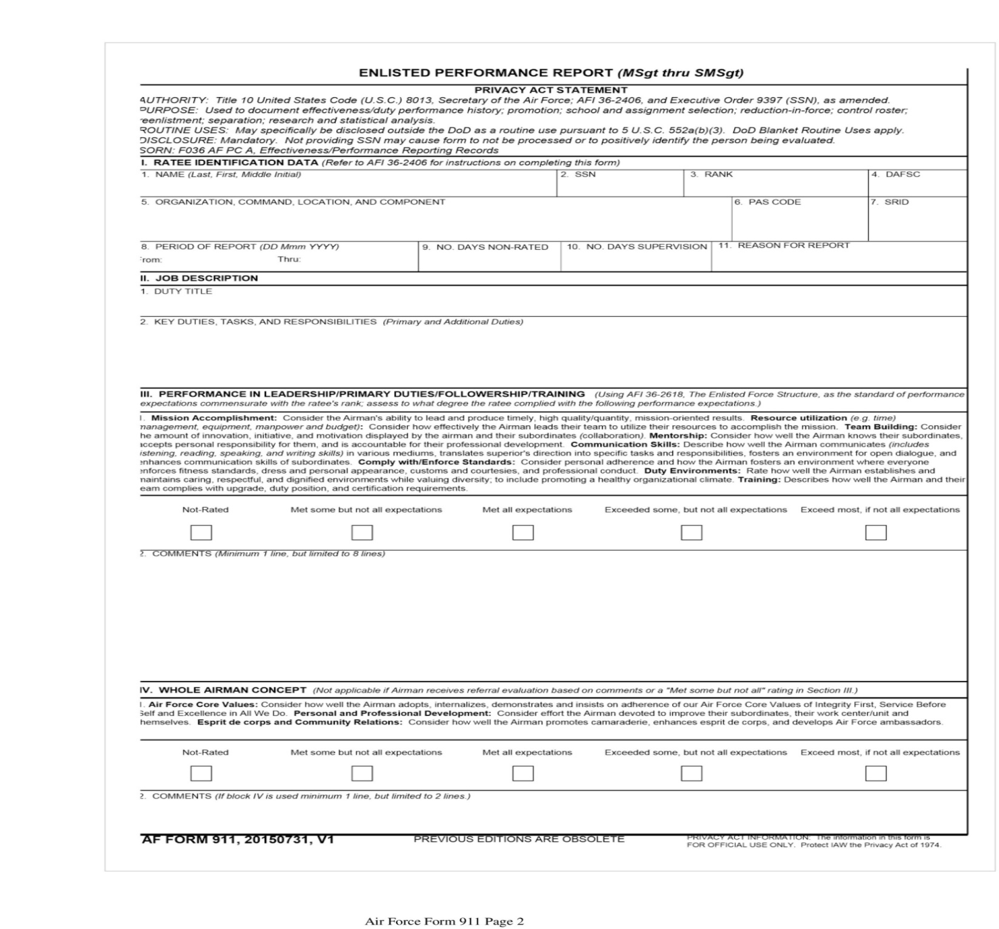 ENLISTED PERFORMANCE REPORT (MSgt thru SMSgt)
PRIVACY ACT STATEMENT
AUTHORITY: Title 10 United States Code (U.S.C.) 8013, Secretary of the Air Force; AFI 36-2406, and Executive Order 9397 (SSN), as amended.
PURPOSE: Used to document effectiveness/duty performance history; promotion; school and assignment selection; reduction-in-force; control roster;
reenlistment; separation; research and statistical analysis.
ROUTINE USES: May specifically be disclosed outside the DoD as a routine use pursuant to 5 U.S.C. 552a(b)(3). DoD Blanket Routine Uses apply.
DISCLOSURE: Mandatory. Not providing SSN may cause form to not be processed or to positively identify the person being evaluated.
SORN: F036 AF PC A, Effectiveness/Performance Reporting Records
I. RATEE IDENTIFICATION DATA (Refer to AFI 36-2406 for instructions on completing this form)
1. NAME (Last, First, Middle Initial) 2. SSN 3. RANK 4. DAFSC
5. ORGANIZATION, COMMAND, LOCATION, AND COMPONENT 6. PAS CODE 7. SRID
8. PERIOD OF REPORT (DD Mmm YYYY) 9. NO. DAYS NON-RATED 10. NO. DAYS SUPERVISION 11. REASON FOR REPORT
From: Thru:
II. JOB DESCRIPTION
1. DUTY TITLE
2. KEY DUTIES, TASKS, AND RESPONSIBILITIES (Primary and Additional Duties)
III. PERFORMANCE IN LEADERSHIP/PRIMARY DUTIES/FOLLOWERSHIP/TRAINING (Using AFI 36-2618, The Enlisted Force Structure, as the standard of performance
expectations commensurate with the ratee's rank; assess to what degree the ratee complied with the following performance expectations.)
1. Mission Accomplishment: Consider the Airman's ability to lead and produce timely, high quality/quantity, mission-oriented results. Resource utilization (e.g. time)
management, equipment, manpower and budget): Consider how effectively the Airman leads their team to utilize their resources to accomplish the mission. Team Building: Consider
he amount of innovation, initiative, and motivation displayed by the airman and their subordinates (collaboration). Mentorship: Consider how well the Airman knows their subordinates,
accepts personal responsibility for them, and is accountable for their professional development. Communication Skills: Describe how well the Airman communicates (includes
istening, reading, speaking, and writing skills) in various mediums, translates superior's direction into specific tasks and responsibilities, fosters an environment for open dialogue, and
enhances communication skills of subordinates. Comply with/Enforce Standards: Consider personal adherence and how the Airman fosters an environment where everyone
enforces fitness standards, dress and personal appearance, customs and courtesies, and professional conduct. Duty Environments: Rate how well the Airman establishes and
maintains caring, respectful, and dignified environments while valuing diversity; to include promoting a healthy organizational climate. Training: Describes how well the Airman and their
eam complies with upgrade, duty position, and certification requirements.
Not-Rated Met some but not all expectations Met all expectations Exceeded some, but not all expectations Exceed most, if not all expectations
2. COMMENTS (Minimum 1 line, but limited to 8 lines)
IV. WHOLE AIRMAN CONCEPT (Not applicable if Airman receives referral evaluation based on comments or a "Met some but not all" rating in Section III.)
1. Air Force Core Values: Consider how well the Airman adopts, internalizes, demonstrates and insists on adherence of our Air Force Core Values of Integrity First, Service Before
Self and Excellence in All We Do. Personal and Professional Development: Consider effort the Airman devoted to improve their subordinates, their work center/unit and
hemselves. Esprit de corps and Community Relations: Consider how well the Airman promotes camaraderie, enhances esprit de corps, and develops Air Force ambassadors.
Not-Rated Met some but not all expectations Met all expectations Exceeded some, but not all expectations Exceed most, if not all expectations
2. COMMENTS (If block IV is used minimum 1 line, but limited to 2 lines.)
AF FORM 911, 20150731, V1 PREVIOUS EDITIONS ARE OBSOLETE PRIVACY ACT INFORMATION: The information in this form is
FOR OFFICIAL USE ONLY. Protect IAW the Privacy Act of 1974.
Air Force Form 911 Page 2